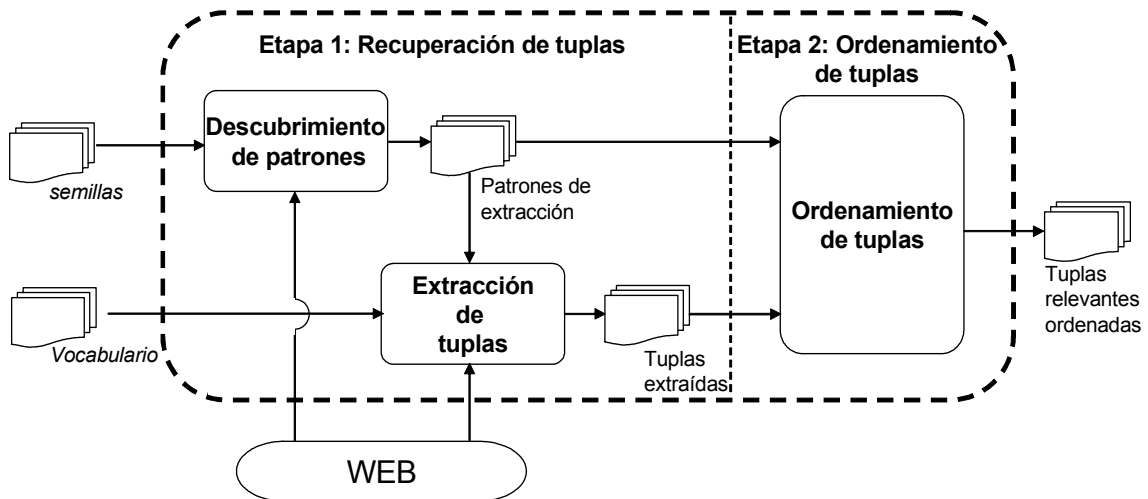 Etapa 1: Recuperación de tuplas
Etapa 2: Ordenamiento
de tuplas
Descubrimiento
de patrones
semillas
Patrones de
extracción
Ordenamiento
de tuplas
Extracción
de
tuplas
Vocabulario
Tuplas
extraídas
Tuplas
relevantes
ordenadas
WEB